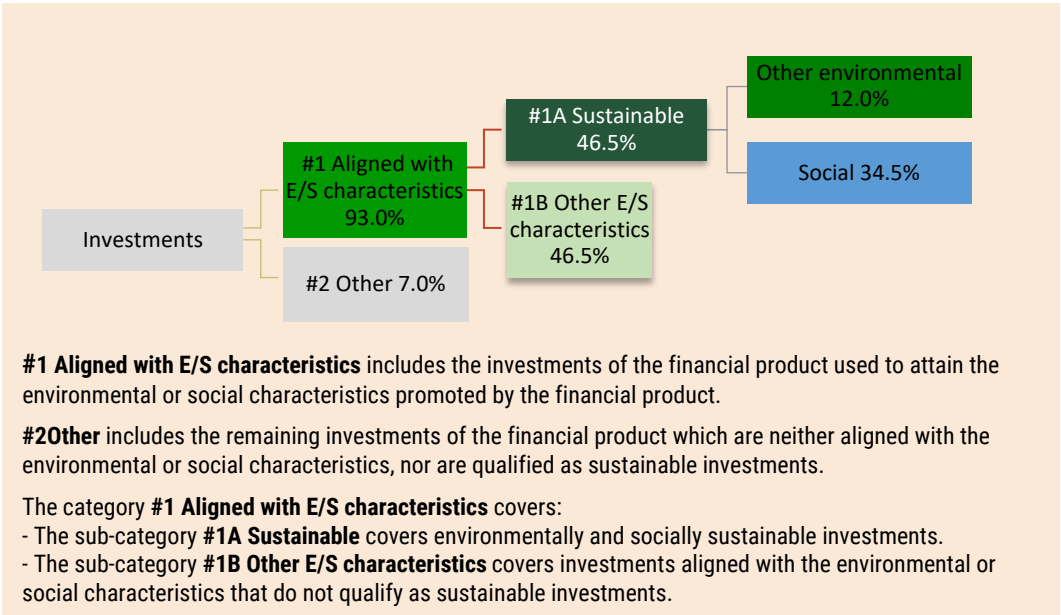 Other environmental
12.0%
#1A Sustainable
46.5%
#1 Aligned with
E/S characteristics
93.0%
Social 34.5%
#1B Other E/S
characteristics
46.5%
Investments
#2 Other 7.0%
#1 Aligned with E/S characteristics includes the investments of the financial product used to attain the
environmental or social characteristics promoted by the financial product.
#2Other includes the remaining investments of the financial product which are neither aligned with the
environmental or social characteristics, nor are qualified as sustainable investments.
The category #1 Aligned with E/S characteristics covers:
- The sub-category #1A Sustainable covers environmentally and socially sustainable investments.
- The sub-category #1B Other E/S characteristics covers investments aligned with the environmental or
social characteristics that do not qualify as sustainable investments.